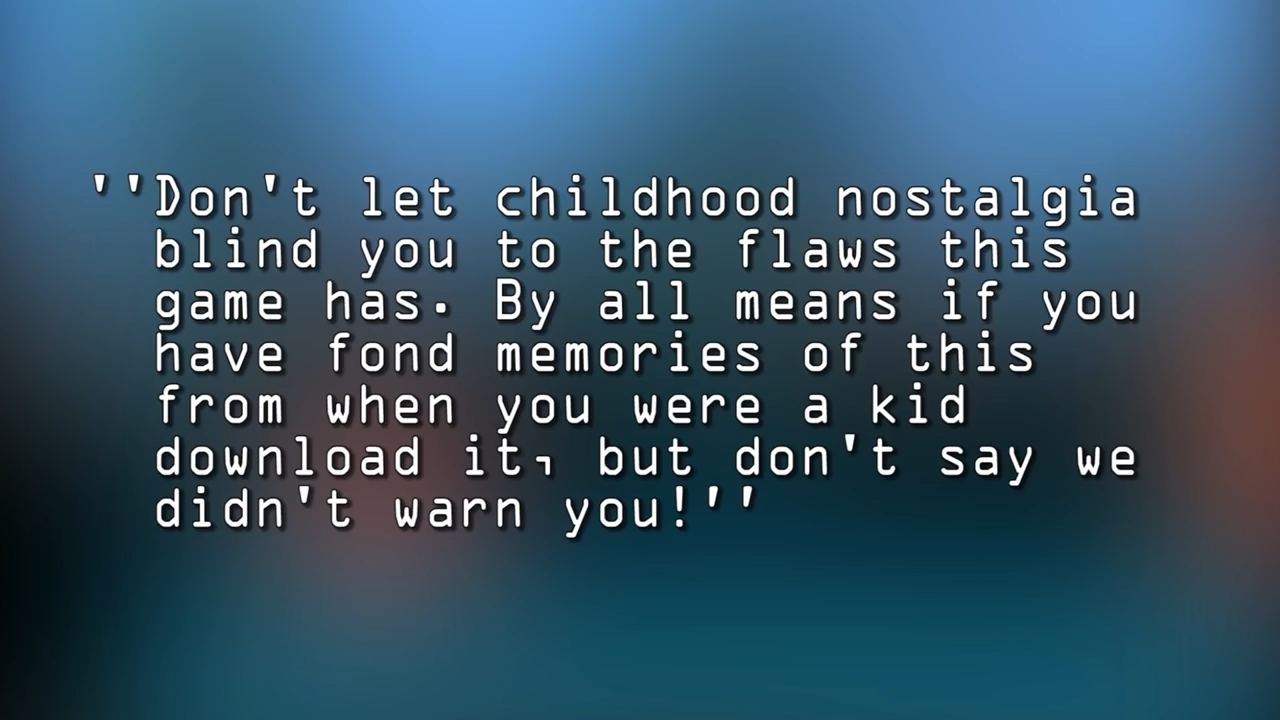 ''Don't let childhood nostalgia
blind you to the flaws this
game has. By all means if you
have fond memories of this
from when you were a kid
download it, but don't say we
didn't warn you!''